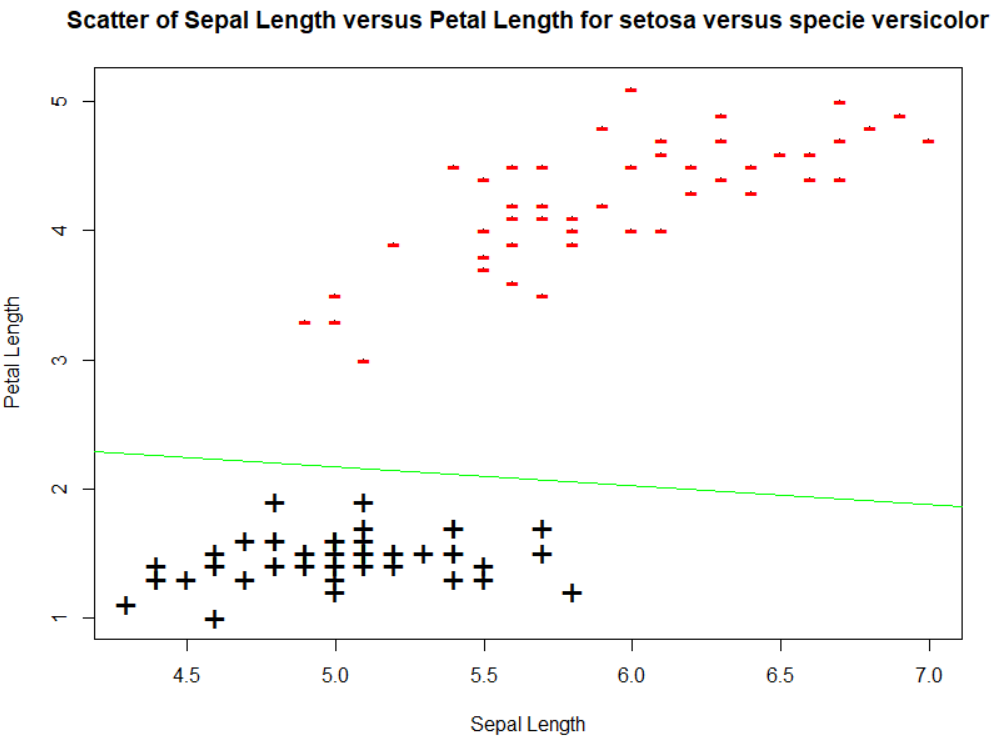 Scatter of Sepal Length versus Petal Length for setosa versus specie versicolor
Petal Length
5
4
3
2
1
4.5 5.0 5.5 6.0 6.5 7.0
Sepal Length